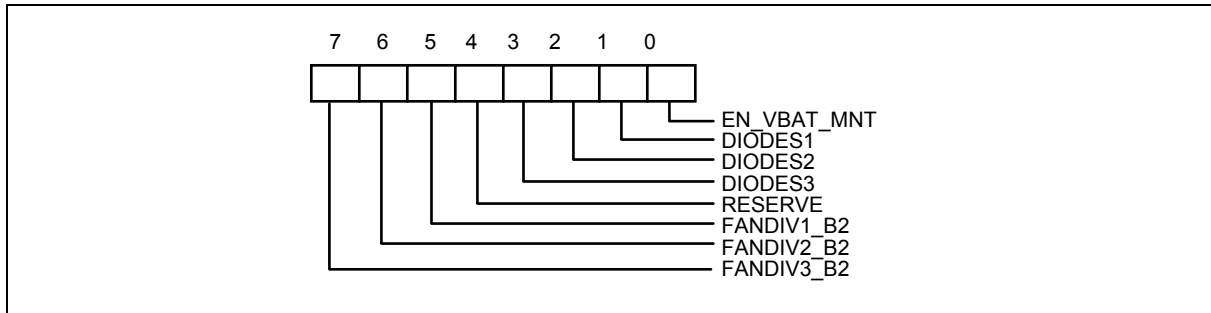 7 6 5 4 3 2 1 0
EN_VBAT_MNT
DIODES1
DIODES2
DIODES3
RESERVE
FANDIV1_B2
FANDIV2_B2
FANDIV3_B2